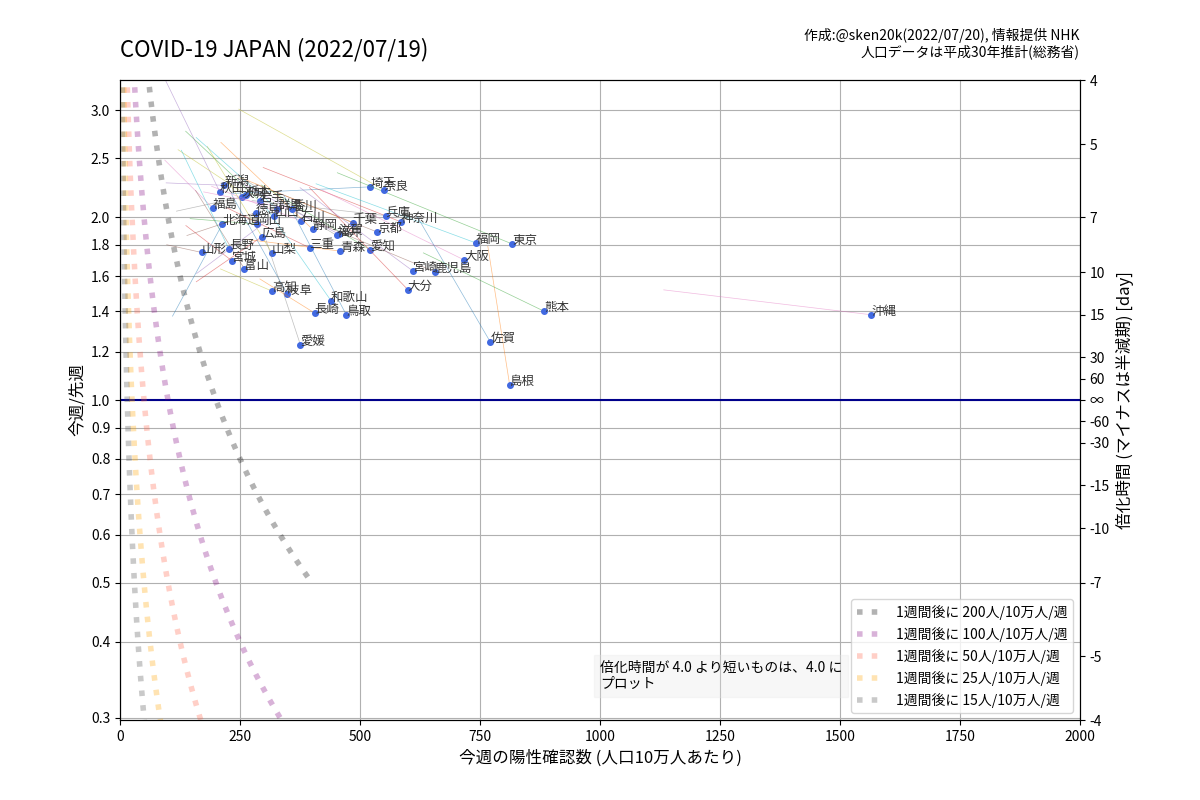 COVID-19 JAPAN (2022/07/19)
作成:@sken20k(2022/07/20), 情報提供 NHK
人口データは平成30年推計(総務省)
今週/先週
3.0
2.5
2.0
1.8
1.6
1.4
1.2
1.0
0.9
0.8
0.7
0.6
0.5
0.4
0.3
4
5
7
10
15
30
60
∞
-60
-30
-15
-10
-7
-5
-4
倍化時間 (マイナスは半減期) [day]
新潟
埼玉
奈良
福島
香川
兵庫
神奈川
北海道
岡山
石川
静岡
千葉
京都
広島
山形
長野
山梨
三重
青森
愛知
福岡
東京
宮城
富山
大阪
宮崎
鹿児島
高知
岐阜
大分
和歌山
長崎
鳥取
熊本
沖縄
愛媛
佐賀
島根
倍化時間が 4.0 より短いものは、4.0 に
プロット
1週間後に 200人/10万人/週
1週間後に 100人/10万人/週
1週間後に 50人/10万人/週
1週間後に 25人/10万人/週
1週間後に 15人/10万人/週
0
250
500
750
1000
1250
1500
1750
2000
今週の陽性確認数 (人口10万人あたり)